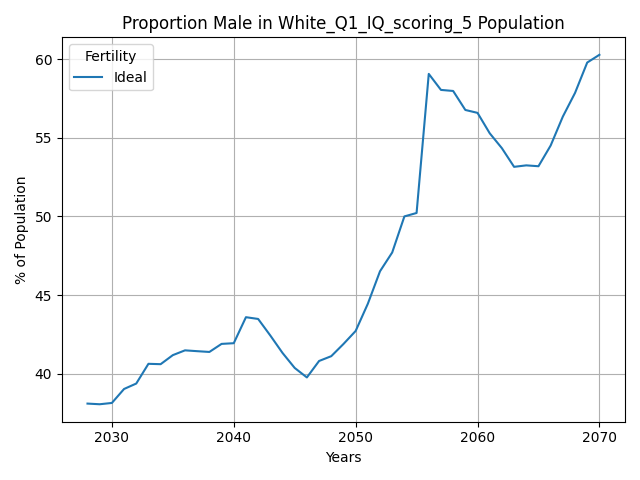 Proportion Male in White_Q1_IQ_scoring_5 Population
Fertility
Ideal
% of Population
60
55
50
45
40
2030 2040 2050 2060 2070
Years